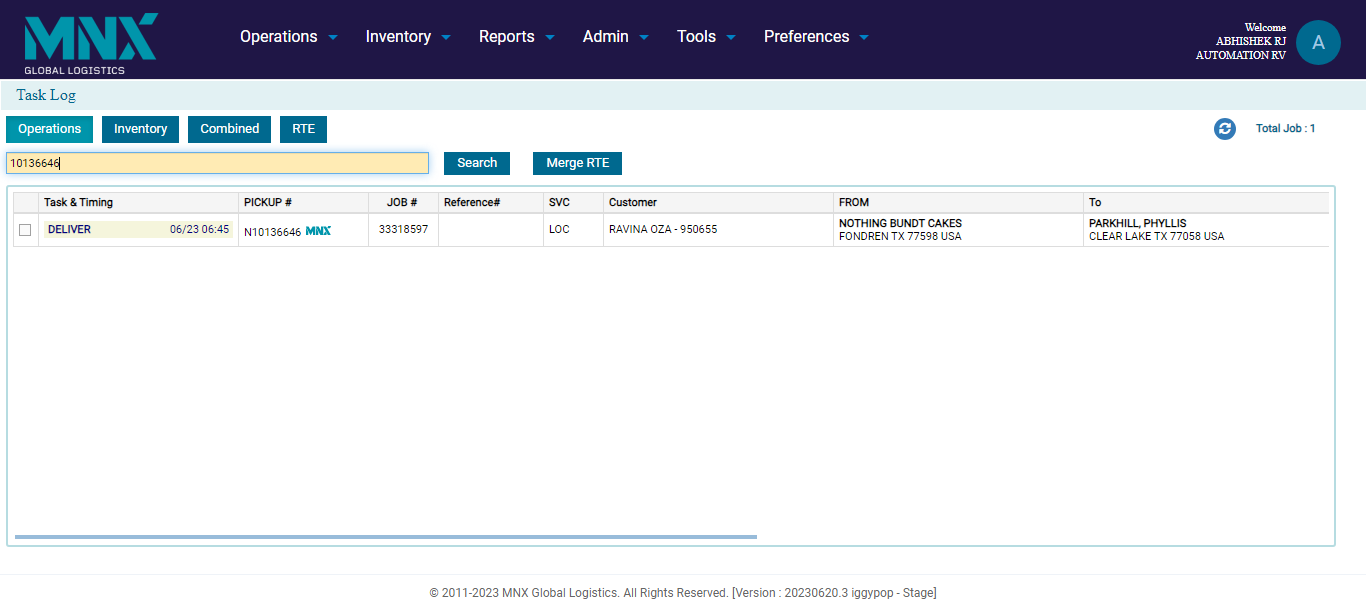 MNX
GLOBAL LOGISTICS
Operations Inventory Reports Admin Tools Preferences
Welcome
ABHISHEK RJ
AUTOMATION RV
A
Task Log
Operations Inventory Combined RTE
Total Job : 1
10136646
Search Merge RTE
Task & Timing PICKUP # JOB # Reference# SVC Customer FROM To
DELIVER 06/23 06:45 N10136646 MNX 33318597 LOC RAVINA OZA - 950655 NOTHING BUNDT CAKES PARKHILL, PHYLLIS
FONDREN TX 77598 USA CLEAR LAKE TX 77058 USA
© 2011-2023 MNX Global Logistics. All Rights Reserved. [Version : 20230620.3 iggypop - Stage]